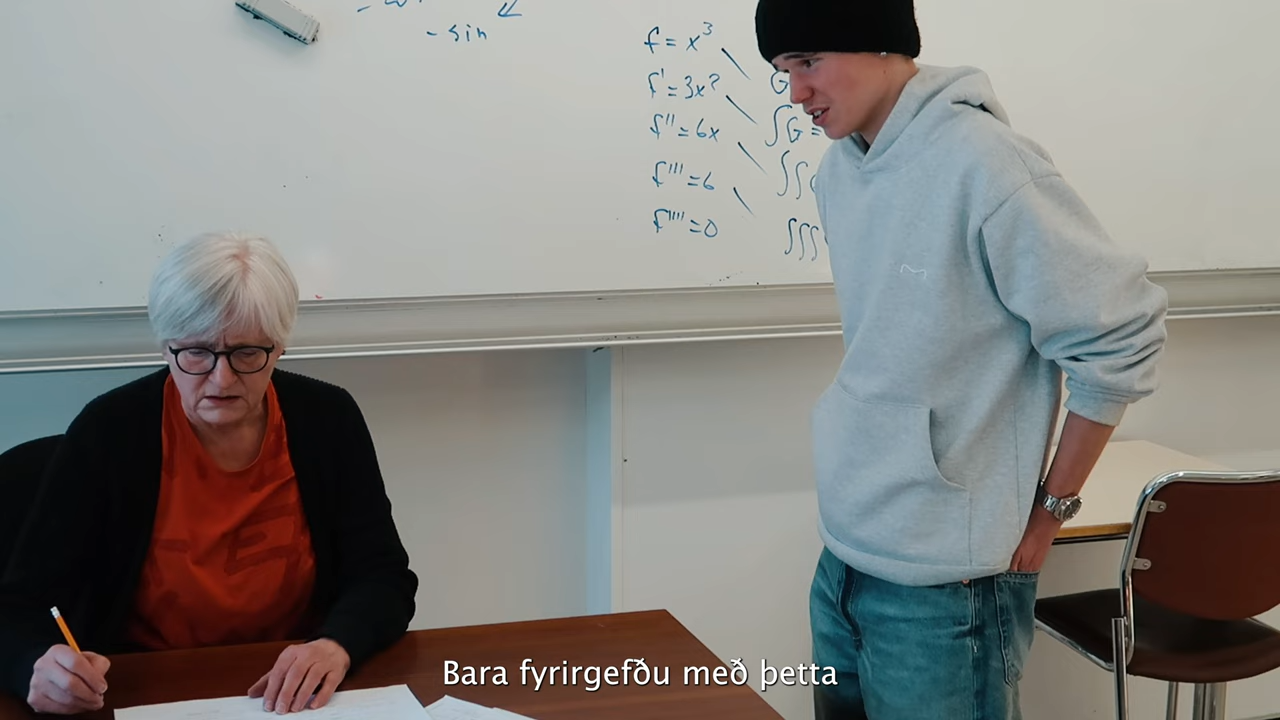 - sin
f = x³
f' = 3x²
∫G =
f'' = 6x
f''' = 6
f'''' = 0
Bara fyrirgefðu með þetta